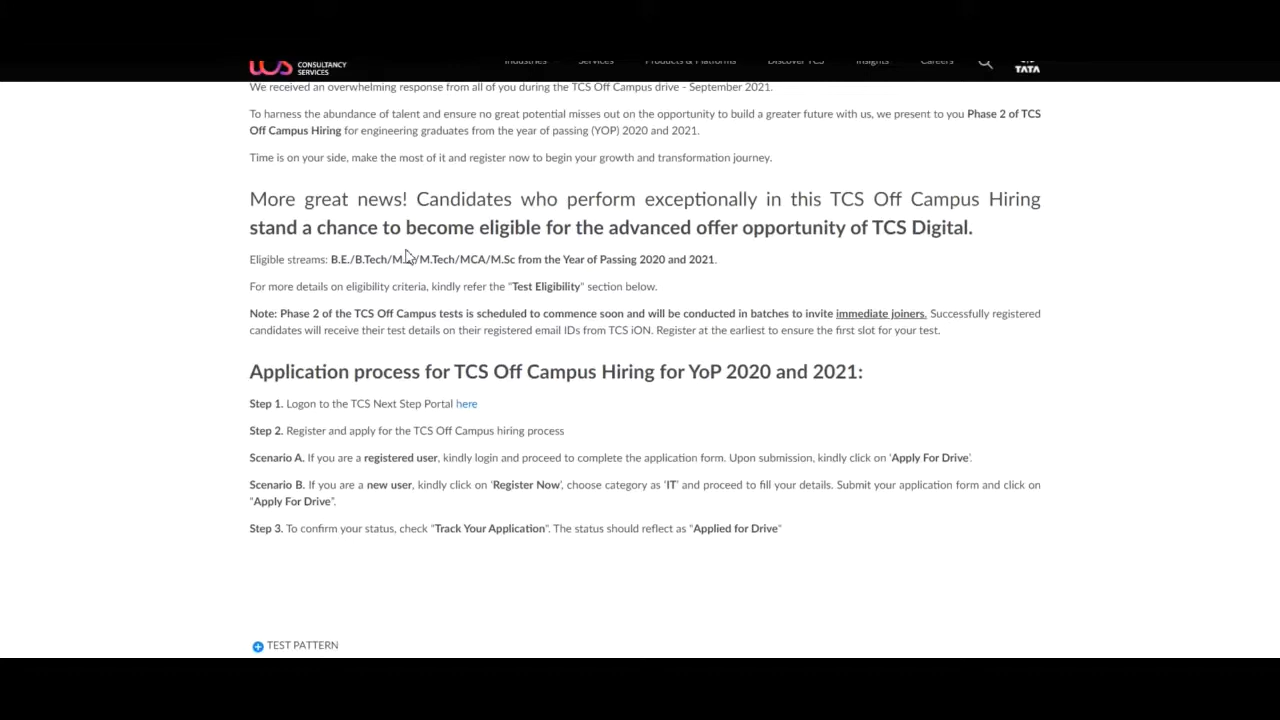 CONSULTANCY
SERVICES
Industries Services Products & Platforms Discover TCS Insights Careers
TATA
We received an overwhelming response from all of you during the TCS Off Campus drive - September 2021.
To harness the abundance of talent and ensure no great potential misses out on the opportunity to build a greater future with us, we present to you Phase 2 of TCS
Off Campus Hiring for engineering graduates from the year of passing (YOP) 2020 and 2021.
Time is on your side, make the most of it and register now to begin your growth and transformation journey.
More great news! Candidates who perform exceptionally in this TCS Off Campus Hiring
stand a chance to become eligible for the advanced offer opportunity of TCS Digital.
Eligible streams: B.E./B.Tech/M.E./M.Tech/MCA/M.Sc from the Year of Passing 2020 and 2021.
For more details on eligibility criteria, kindly refer the "Test Eligibility" section below.
Note: Phase 2 of the TCS Off Campus tests is scheduled to commence soon and will be conducted in batches to invite immediate joiners. Successfully registered
candidates will receive their test details on their registered email IDs from TCS iON. Register at the earliest to ensure the first slot for your test.
Application process for TCS Off Campus Hiring for YoP 2020 and 2021:
Step 1. Logon to the TCS Next Step Portal here
Step 2. Register and apply for the TCS Off Campus hiring process
Scenario A. If you are a registered user, kindly login and proceed to complete the application form. Upon submission, kindly click on 'Apply For Drive'.
Scenario B. If you are a new user, kindly click on 'Register Now', choose category as 'IT' and proceed to fill your details. Submit your application form and click on
"Apply For Drive".
Step 3. To confirm your status, check "Track Your Application". The status should reflect as "Applied for Drive"
TEST PATTERN